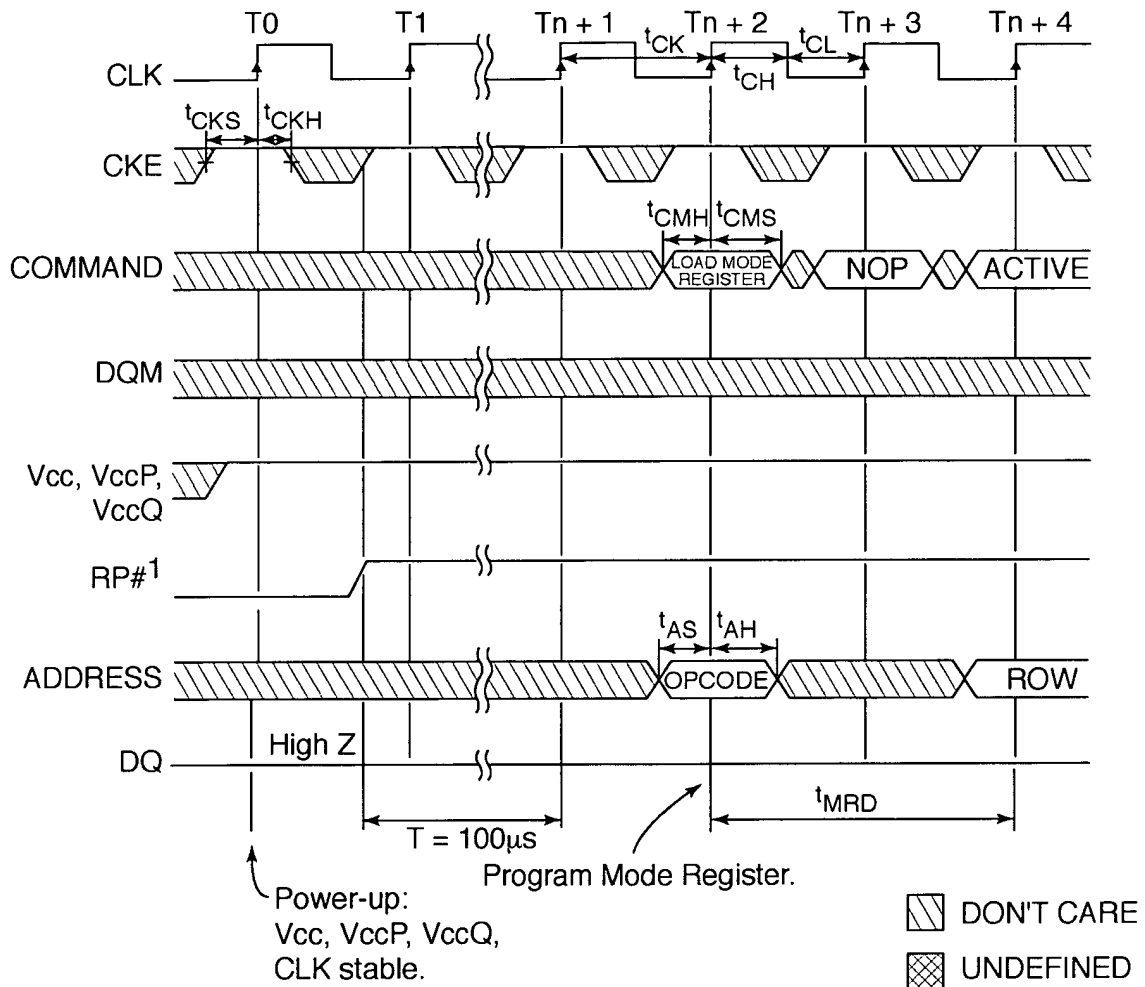 T0 T1 Tn + 1 Tn + 2 Tn + 3 Tn + 4
tCK tCL
CLK
tCH
tCKS tCKH
CKE
tCMH tCMS
COMMAND LOAD MODE REGISTER NOP ACTIVE
DQM
Vcc, VccP,
VccQ
RP#1
tAS tAH
ADDRESS OPCODE ROW
High Z
DQ
tMRD
T = 100μs
Program Mode Register.
Power-up:
Vcc, VccP, VccQ,
CLK stable.
DON'T CARE
UNDEFINED